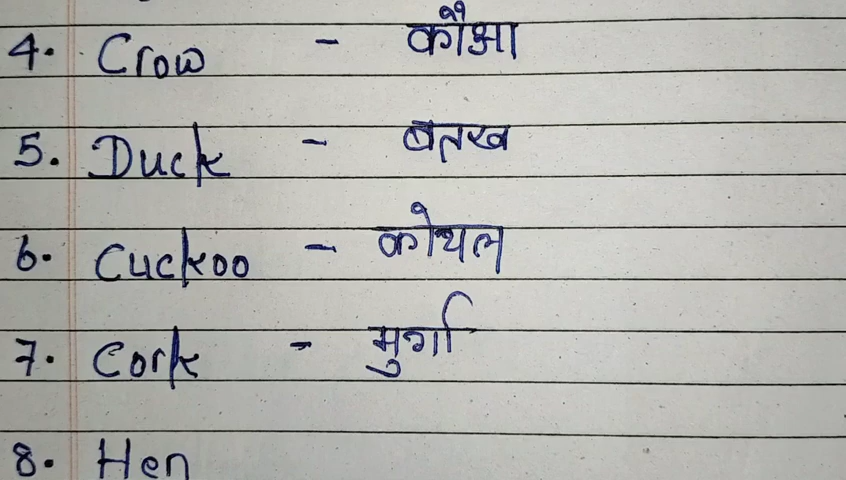 4. Crow - कौआ
5. Duck - बतख
6. Cuckoo - कोयल
7. Cork - मुर्गा
8. Hen